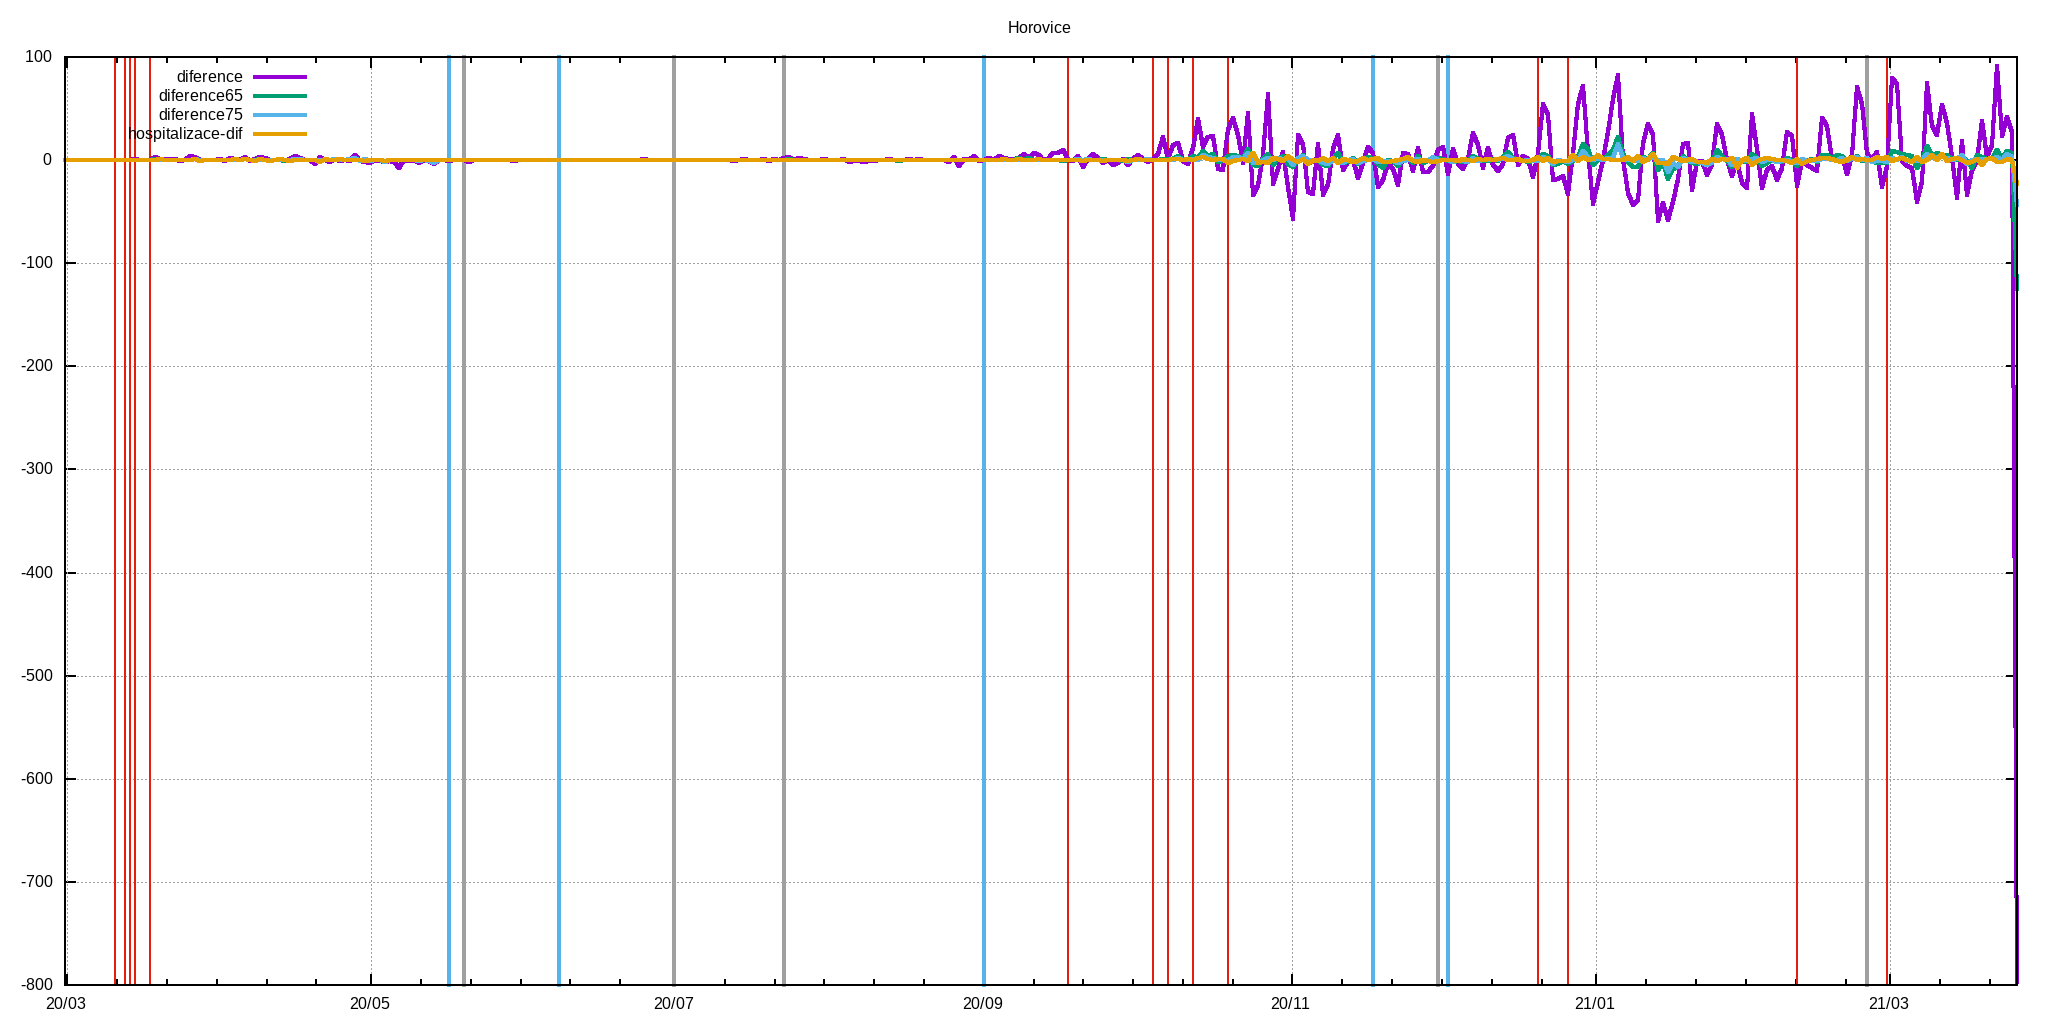 Horovice
100
diference
diference65
diference75
hospitalizace-dif
0
-100
-200
-300
-400
-500
-600
-700
-800
20/03 20/05 20/07 20/09 20/11 21/01 21/03